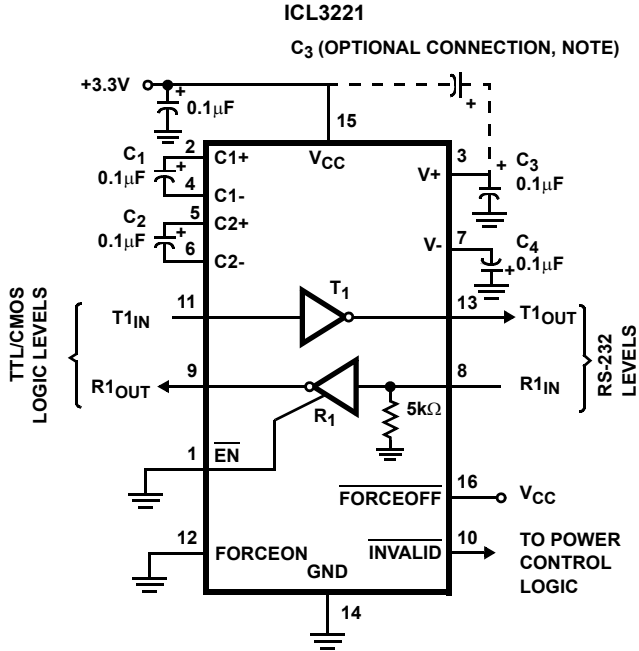 ICL3221
C3 (OPTIONAL CONNECTION, NOTE)
+3.3V
+
0.1μF
15
+
2
C1+
VCC
3
V+
+
C3
0.1μF
C1
0.1μF
+
4
C1-
C2
0.1μF
+
5
C2+
6
C2-
7
V-
C4
0.1μF
+
TTL/CMOS
LOGIC LEVELS
T1IN
11
T1
13
T1OUT
R1OUT
9
R1
5kΩ
8
R1IN
RS-232
LEVELS
1
EN
16
FORCEOFF
VCC
12
FORCEON
10
INVALID
TO POWER
CONTROL
LOGIC
GND
14